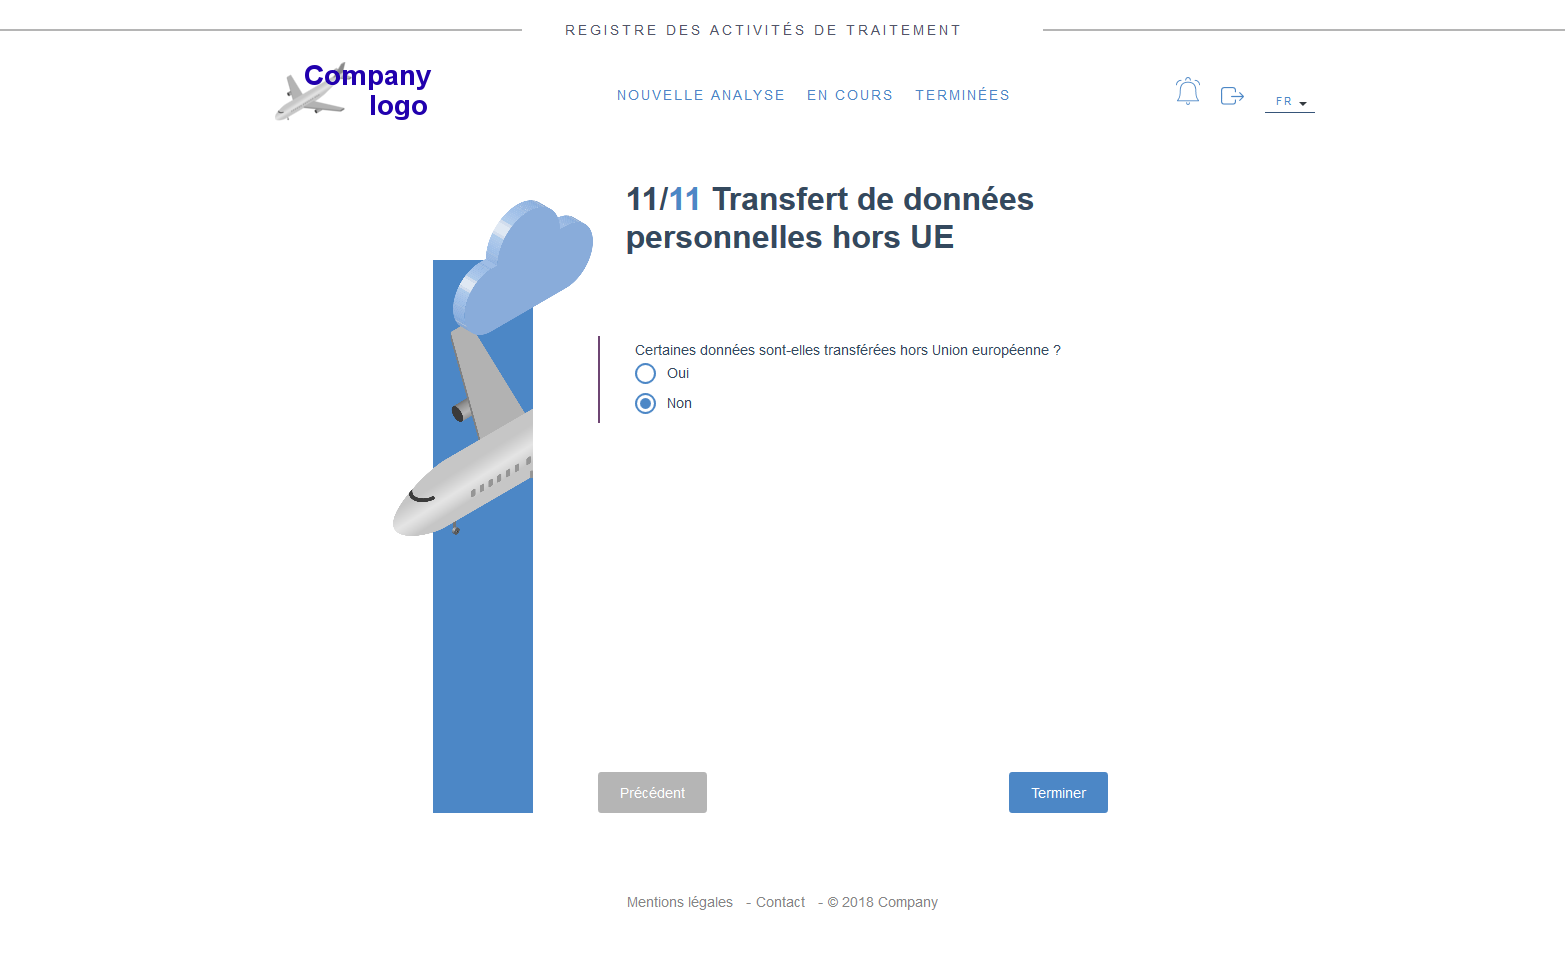 REGISTRE DES ACTIVITÉS DE TRAITEMENT
Company
logo
NOUVELLE ANALYSE EN COURS TERMINÉES
FR
11/11 Transfert de données
personnelles hors UE
Certaines données sont-elles transférées hors Union européenne ?
Oui
Non
Précédent
Terminer
Mentions légales - Contact - © 2018 Company